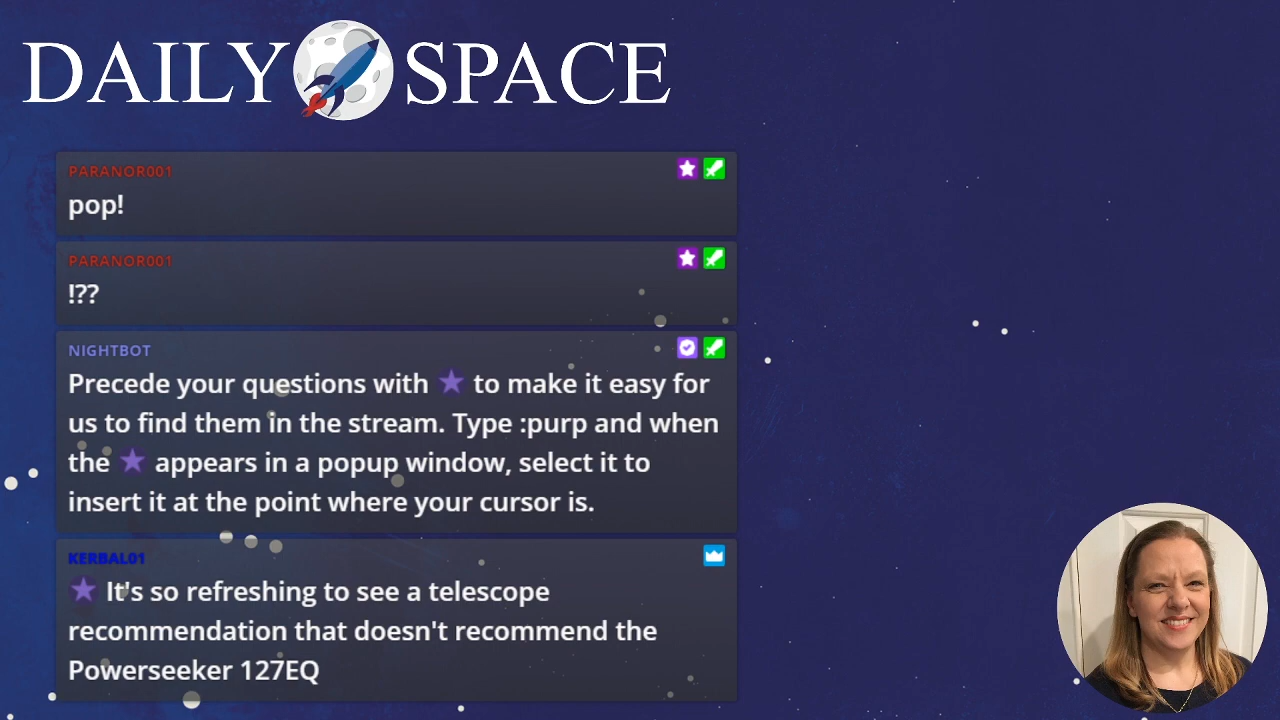 DAILY SPACE
PARANOR001
pop!
PARANOR001
!??
NIGHTBOT
Precede your questions with to make it easy for
us to find them in the stream. Type :purp and when
the appears in a popup window, select it to
insert it at the point where your cursor is.
KERBAL01
It's so refreshing to see a telescope
recommendation that doesn't recommend the
Powerseeker 127EQ